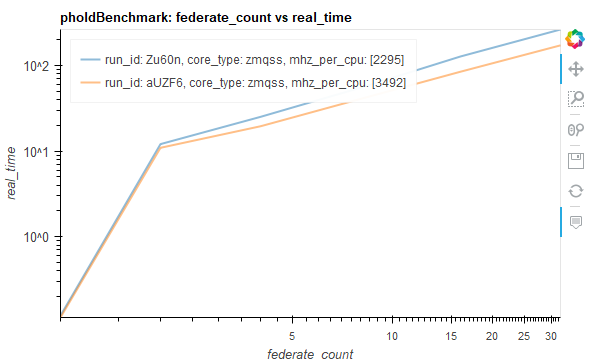 pholdBenchmark: federate_count vs real_time
run_id: Zu60n, core_type: zmqss, mhz_per_cpu: [2295]
run_id: aUZF6, core_type: zmqss, mhz_per_cpu: [3492]
10^2
10^1
10^0
real_time
5 10 15 20 25 30
federate_count